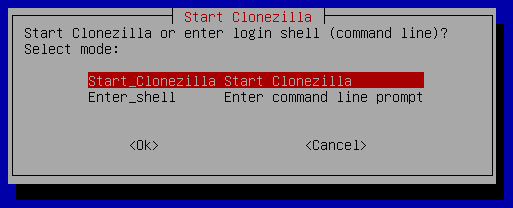 Start Clonezilla
Start Clonezilla or enter login shell (command line)?
Select mode:
Start_Clonezilla Start Clonezilla
Enter_shell Enter command line prompt
<Ok> <Cancel>